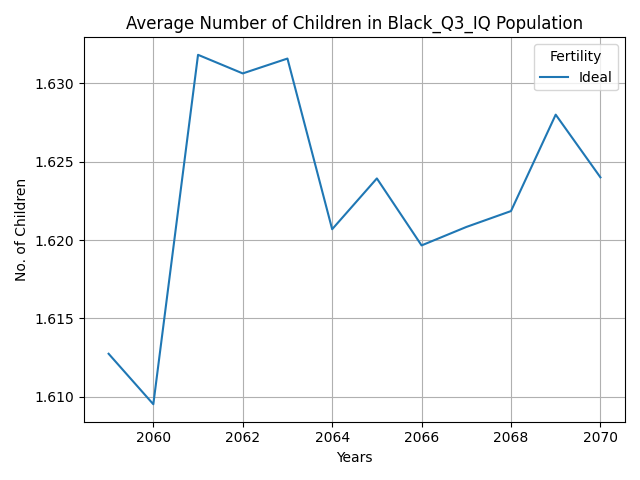 Average Number of Children in Black_Q3_IQ Population
Fertility
Ideal
No. of Children
1.630
1.625
1.620
1.615
1.610
2060 2062 2064 2066 2068 2070
Years